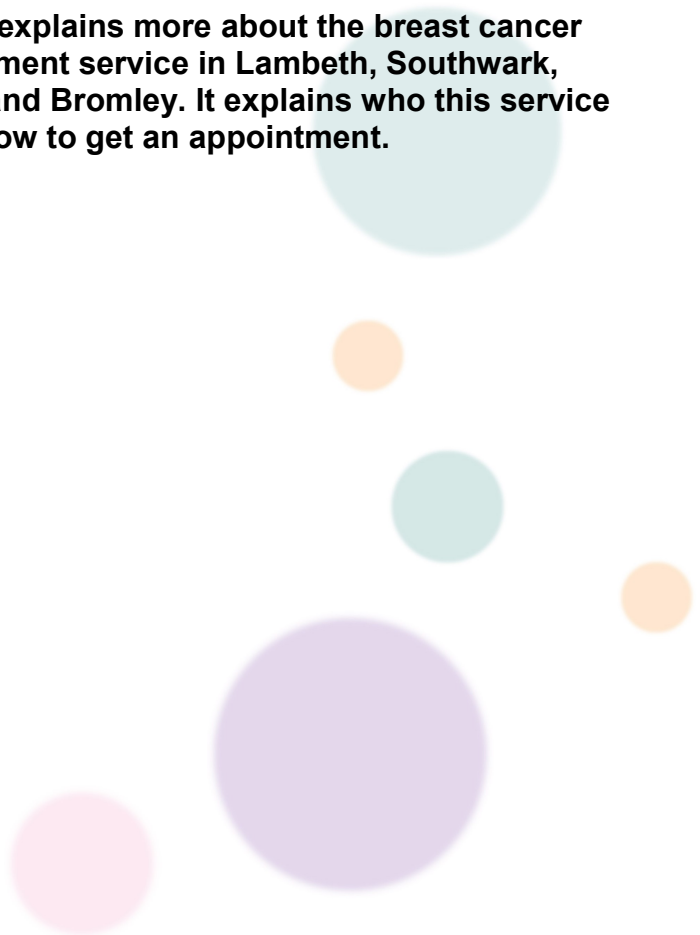 explains more about the breast cancer
ment service in Lambeth, Southwark,
nd Bromley. It explains who this service
ow to get an appointment.